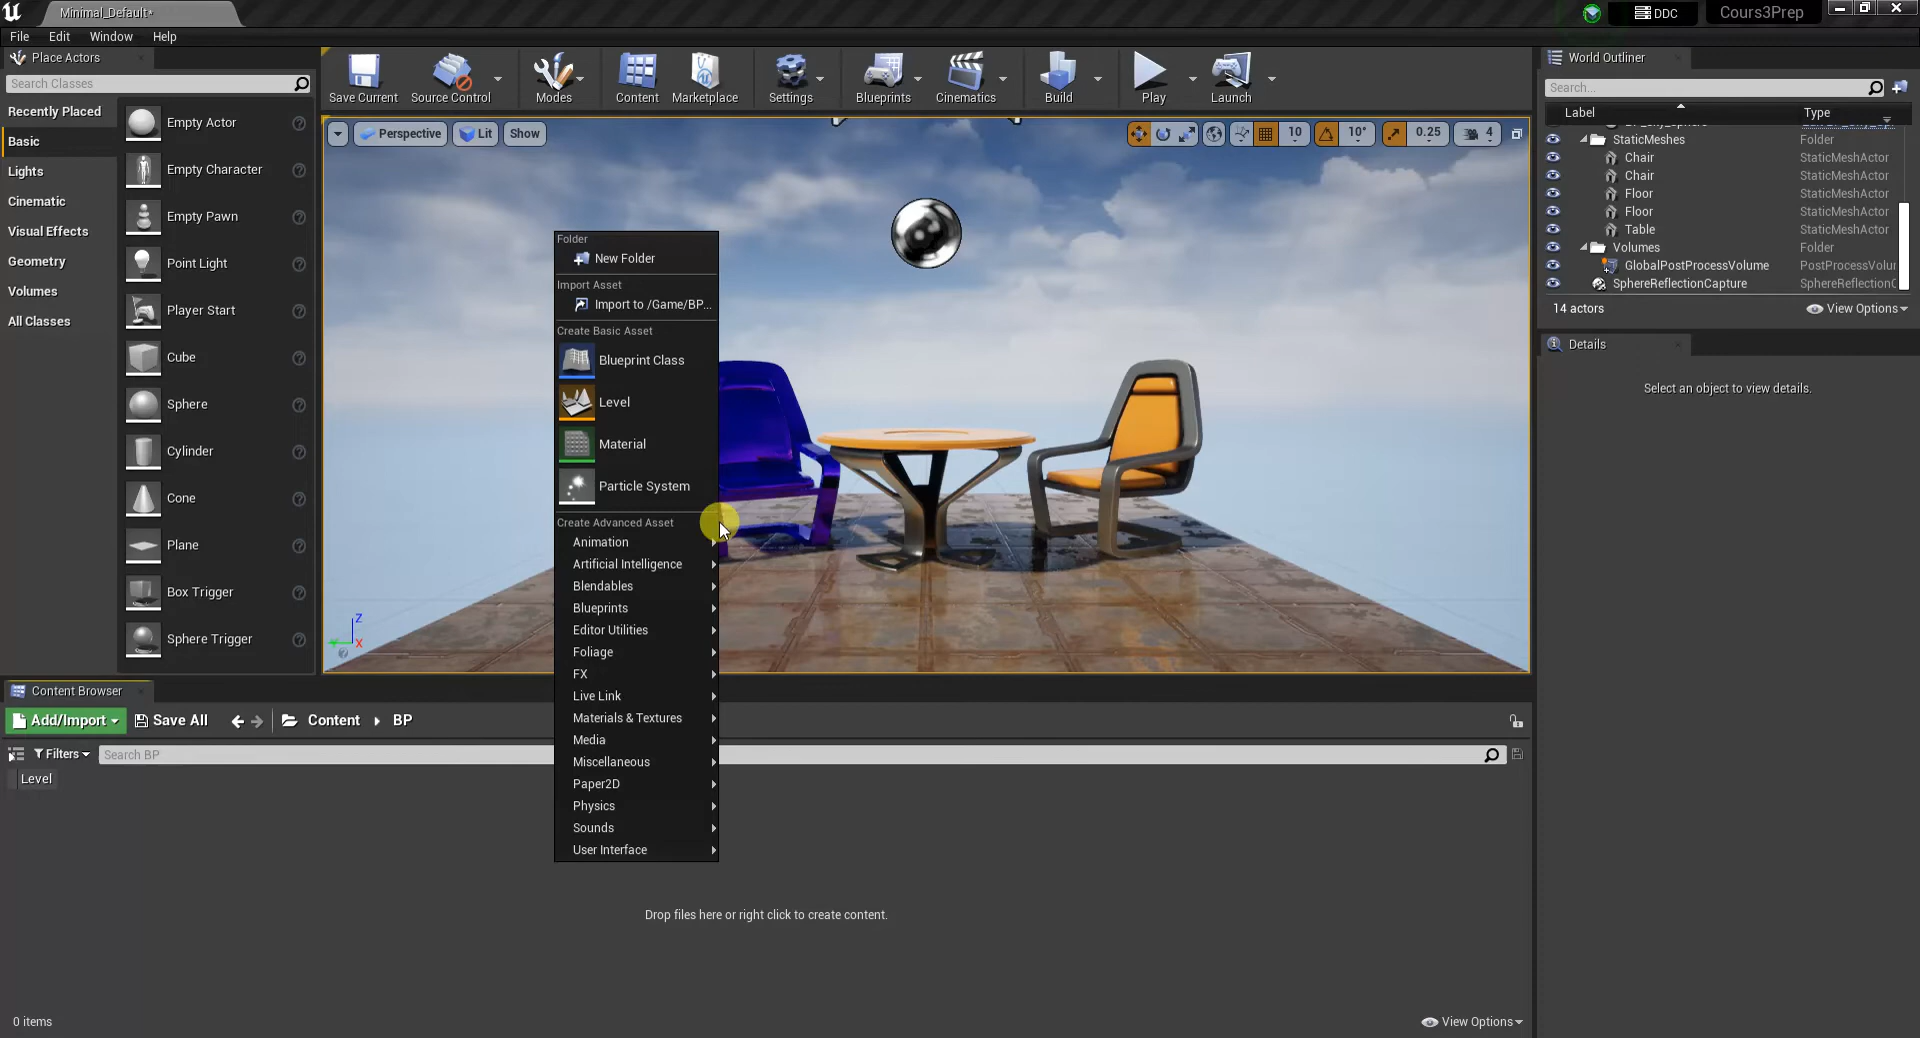 Minimal_Default*
DDC
Cours3Prep
File Edit Window Help
Place Actors
Search Classes
Recently Placed
Basic
Lights
Cinematic
Visual Effects
Geometry
Volumes
All Classes
Empty Actor
Empty Character
Empty Pawn
Point Light
Player Start
Cube
Sphere
Cylinder
Cone
Plane
Box Trigger
Sphere Trigger
Save Current
Source Control
Modes
Content
Marketplace
Settings
Blueprints
Cinematics
Build
Play
Launch
Perspective
Lit
Show
10
10°
0.25
4
Z
X
Folder
New Folder
Import Asset
Import to /Game/BP...
Create Basic Asset
Blueprint Class
Level
Material
Particle System
Create Advanced Asset
Animation
Artificial Intelligence
Blendables
Blueprints
Editor Utilities
Foliage
FX
Live Link
Materials & Textures
Media
Miscellaneous
Paper2D
Physics
Sounds
User Interface
World Outliner
Search...
Label Type
StaticMeshes Folder
Chair StaticMeshActor
Chair StaticMeshActor
Floor StaticMeshActor
Floor StaticMeshActor
Table StaticMeshActor
Volumes Folder
GlobalPostProcessVolume PostProcessVolur
SphereReflectionCapture SphereReflectionC
14 actors
View Options
Details
Select an object to view details.
Content Browser
Add/Import Save All Content BP
Filters Search BP
Level
Drop files here or right click to create content.
0 items
View Options